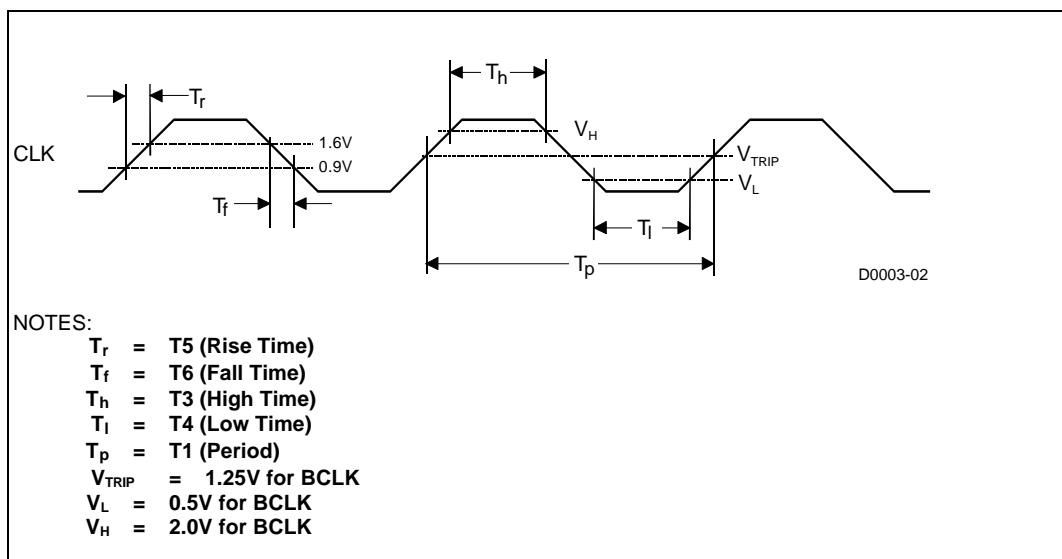 Th
Tr
VH
1.6V
CLK
VTRIP
0.9V
VL
Tf
Tl
Tp
D0003-02
NOTES:
Tr = T5 (Rise Time)
Tf = T6 (Fall Time)
Th = T3 (High Time)
Tl = T4 (Low Time)
Tp = T1 (Period)
VTRIP = 1.25V for BCLK
VL = 0.5V for BCLK
VH = 2.0V for BCLK